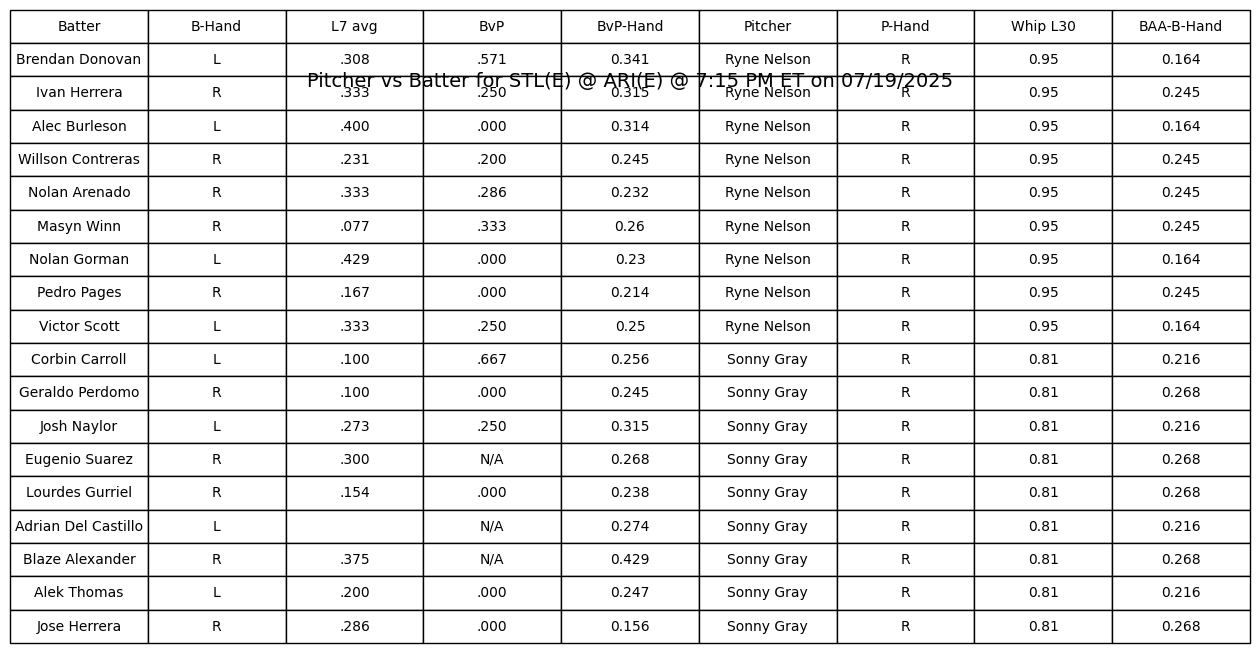 Batter B-Hand L7 avg BvP BvP-Hand Pitcher P-Hand Whip L30 BAA-B-Hand
Brendan Donovan L .308 .571 0.341 Ryne Nelson R 0.95 0.164
Pitcher vs Batter for STL(E) @ ARI(E) @ 7:15 PM ET on 07/19/2025
Ivan Herrera R .333 .250 0.315 Ryne Nelson R 0.95 0.245
Alec Burleson L .400 .000 0.314 Ryne Nelson R 0.95 0.164
Willson Contreras R .231 .200 0.245 Ryne Nelson R 0.95 0.245
Nolan Arenado R .333 .286 0.232 Ryne Nelson R 0.95 0.245
Masyn Winn R .077 .333 0.26 Ryne Nelson R 0.95 0.245
Nolan Gorman L .429 .000 0.23 Ryne Nelson R 0.95 0.164
Pedro Pages R .167 .000 0.214 Ryne Nelson R 0.95 0.245
Victor Scott L .333 .250 0.25 Ryne Nelson R 0.95 0.164
Corbin Carroll L .100 .667 0.256 Sonny Gray R 0.81 0.216
Geraldo Perdomo R .100 .000 0.245 Sonny Gray R 0.81 0.268
Josh Naylor L .273 .250 0.315 Sonny Gray R 0.81 0.216
Eugenio Suarez R .300 N/A 0.268 Sonny Gray R 0.81 0.268
Lourdes Gurriel R .154 .000 0.238 Sonny Gray R 0.81 0.268
Adrian Del Castillo L N/A 0.274 Sonny Gray R 0.81 0.216
Blaze Alexander R .375 N/A 0.429 Sonny Gray R 0.81 0.268
Alek Thomas L .200 .000 0.247 Sonny Gray R 0.81 0.216
Jose Herrera R .286 .000 0.156 Sonny Gray R 0.81 0.268